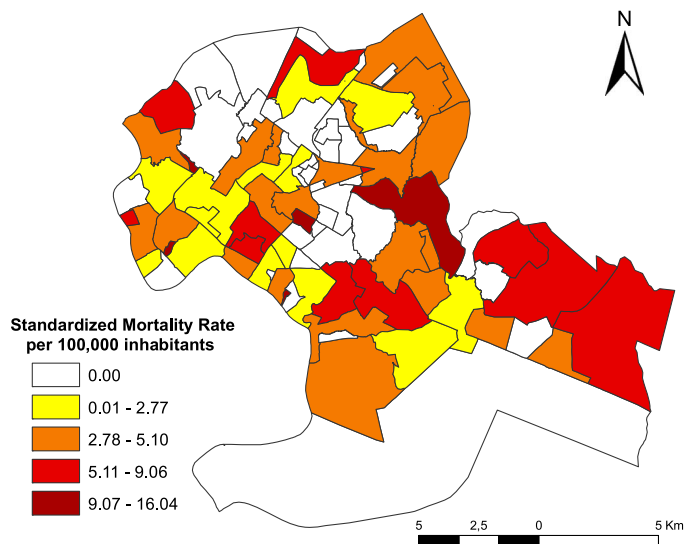 N
Standardized Mortality Rate
per 100,000 inhabitants
0.00
0.01 - 2.77
2.78 - 5.10
5.11 - 9.06
9.07 - 16.04
5 2,5 0 5 Km